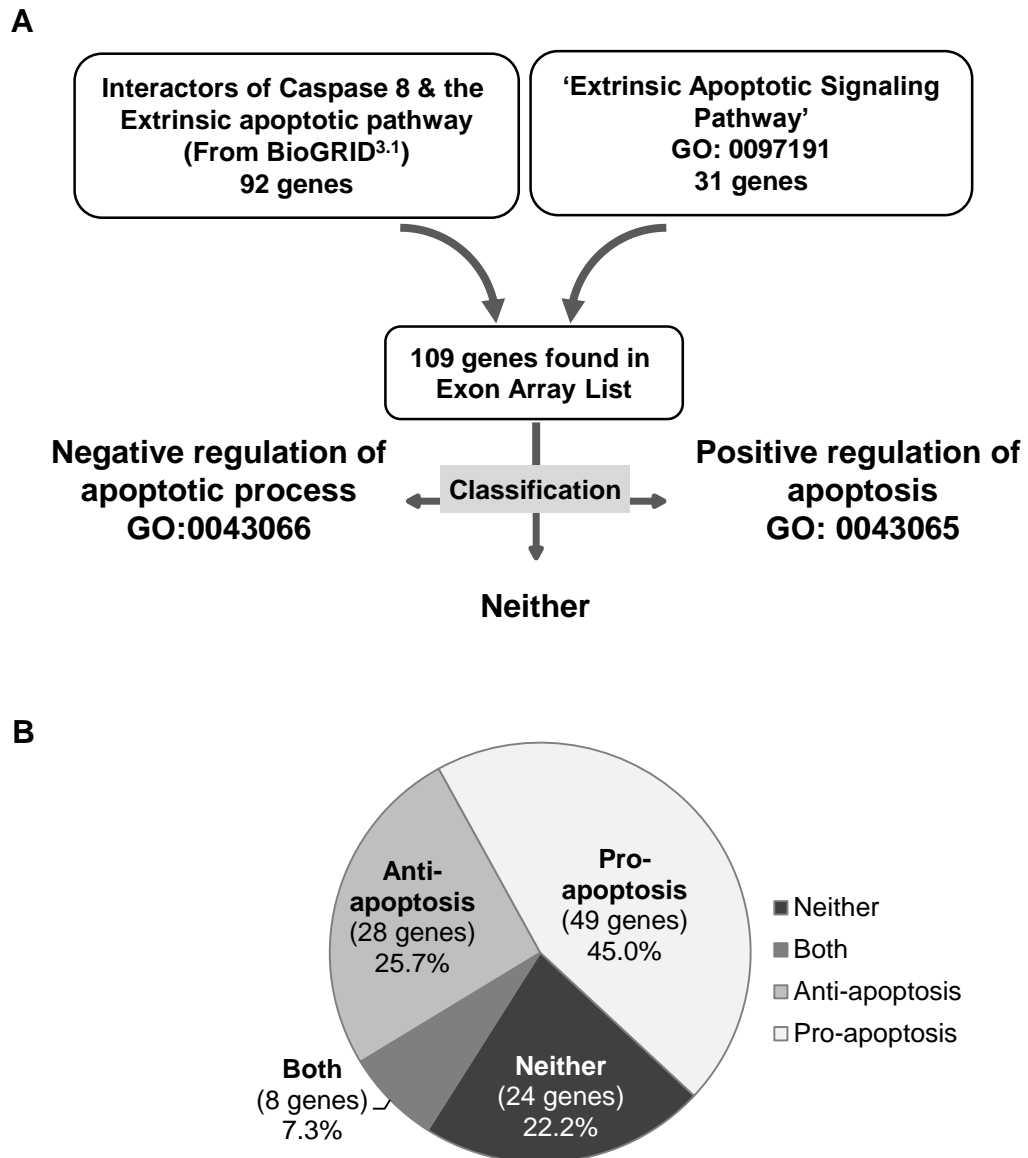 A
Interactors of Caspase 8 & the
Extrinsic apoptotic pathway
(From BioGRID3.1)
92 genes
‘Extrinsic Apoptotic Signaling
Pathway’
GO: 0097191
31 genes
109 genes found in
Exon Array List
Negative regulation of
apoptotic process
GO:0043066
Classification
Positive regulation of
apoptosis
GO: 0043065
Neither
B
Anti-
apoptosis
(28 genes)
25.7%
Pro-
apoptosis
(49 genes)
45.0%
Both
(8 genes)
7.3%
Neither
(24 genes)
22.2%
Neither
Both
Anti-apoptosis
Pro-apoptosis